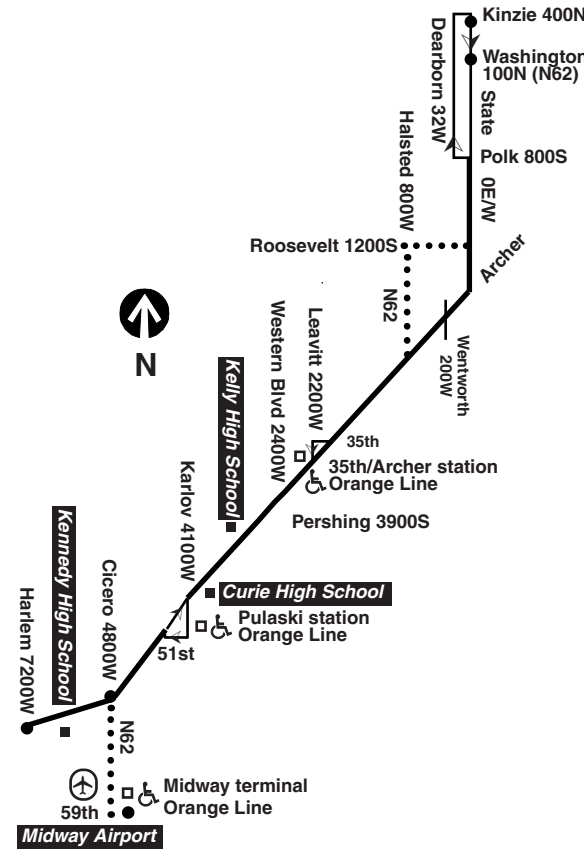 Kinzie 400N
Washington
100N (N62)
Dearborn 32W
State
Polk 800S
Halsted 800W
0E/W
Roosevelt 1200S
Archer
N62
Wentworth
200W
N
Western Blvd 2400W
Leavitt 2200W
35th
35th/Archer station
Orange Line
Kelly High School
Pershing 3900S
Karlov 4100W
Curie High School
Pulaski station
Orange Line
51st
Kennedy High School
Cicero 4800W
Harlem 7200W
N62
Midway terminal
Orange Line
59th
Midway Airport